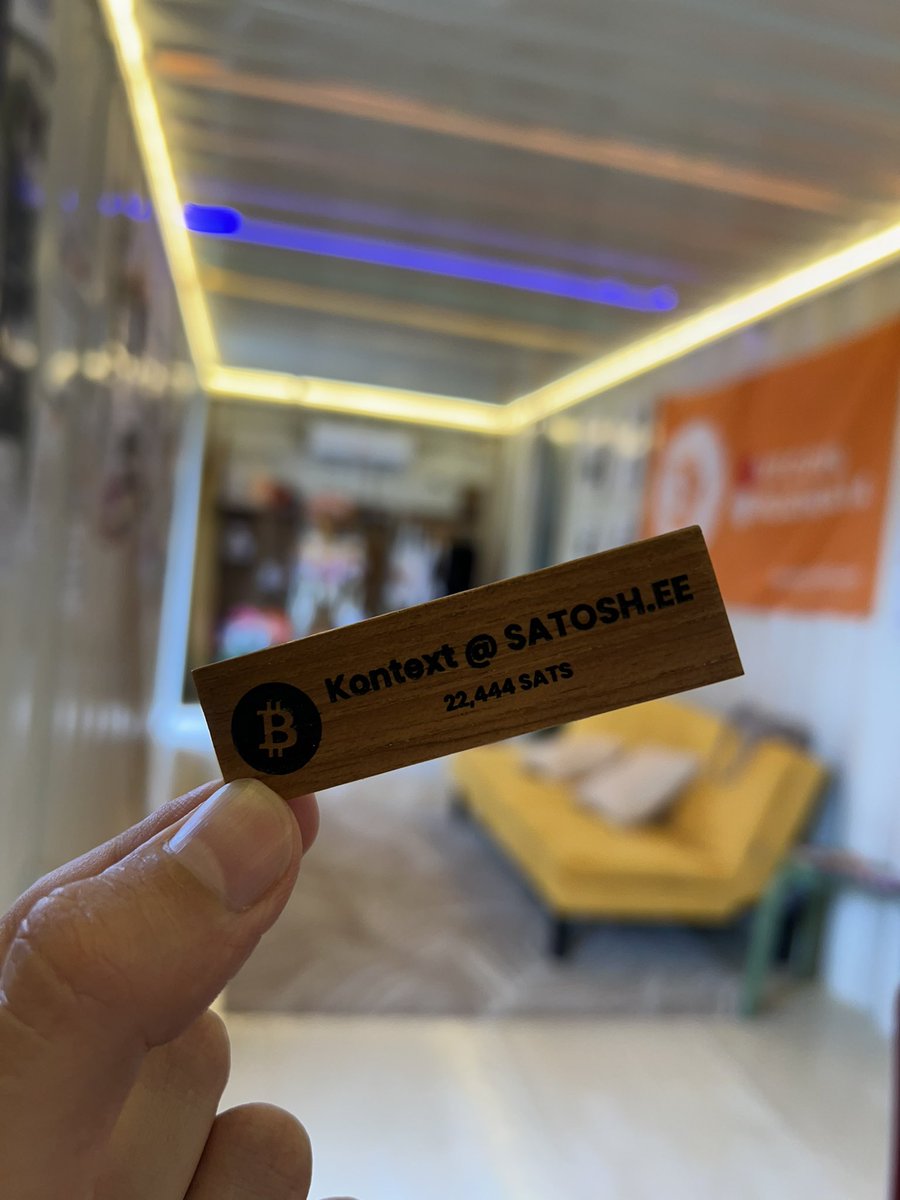 Kontext @ SATOSH.EE
22,444 SATS